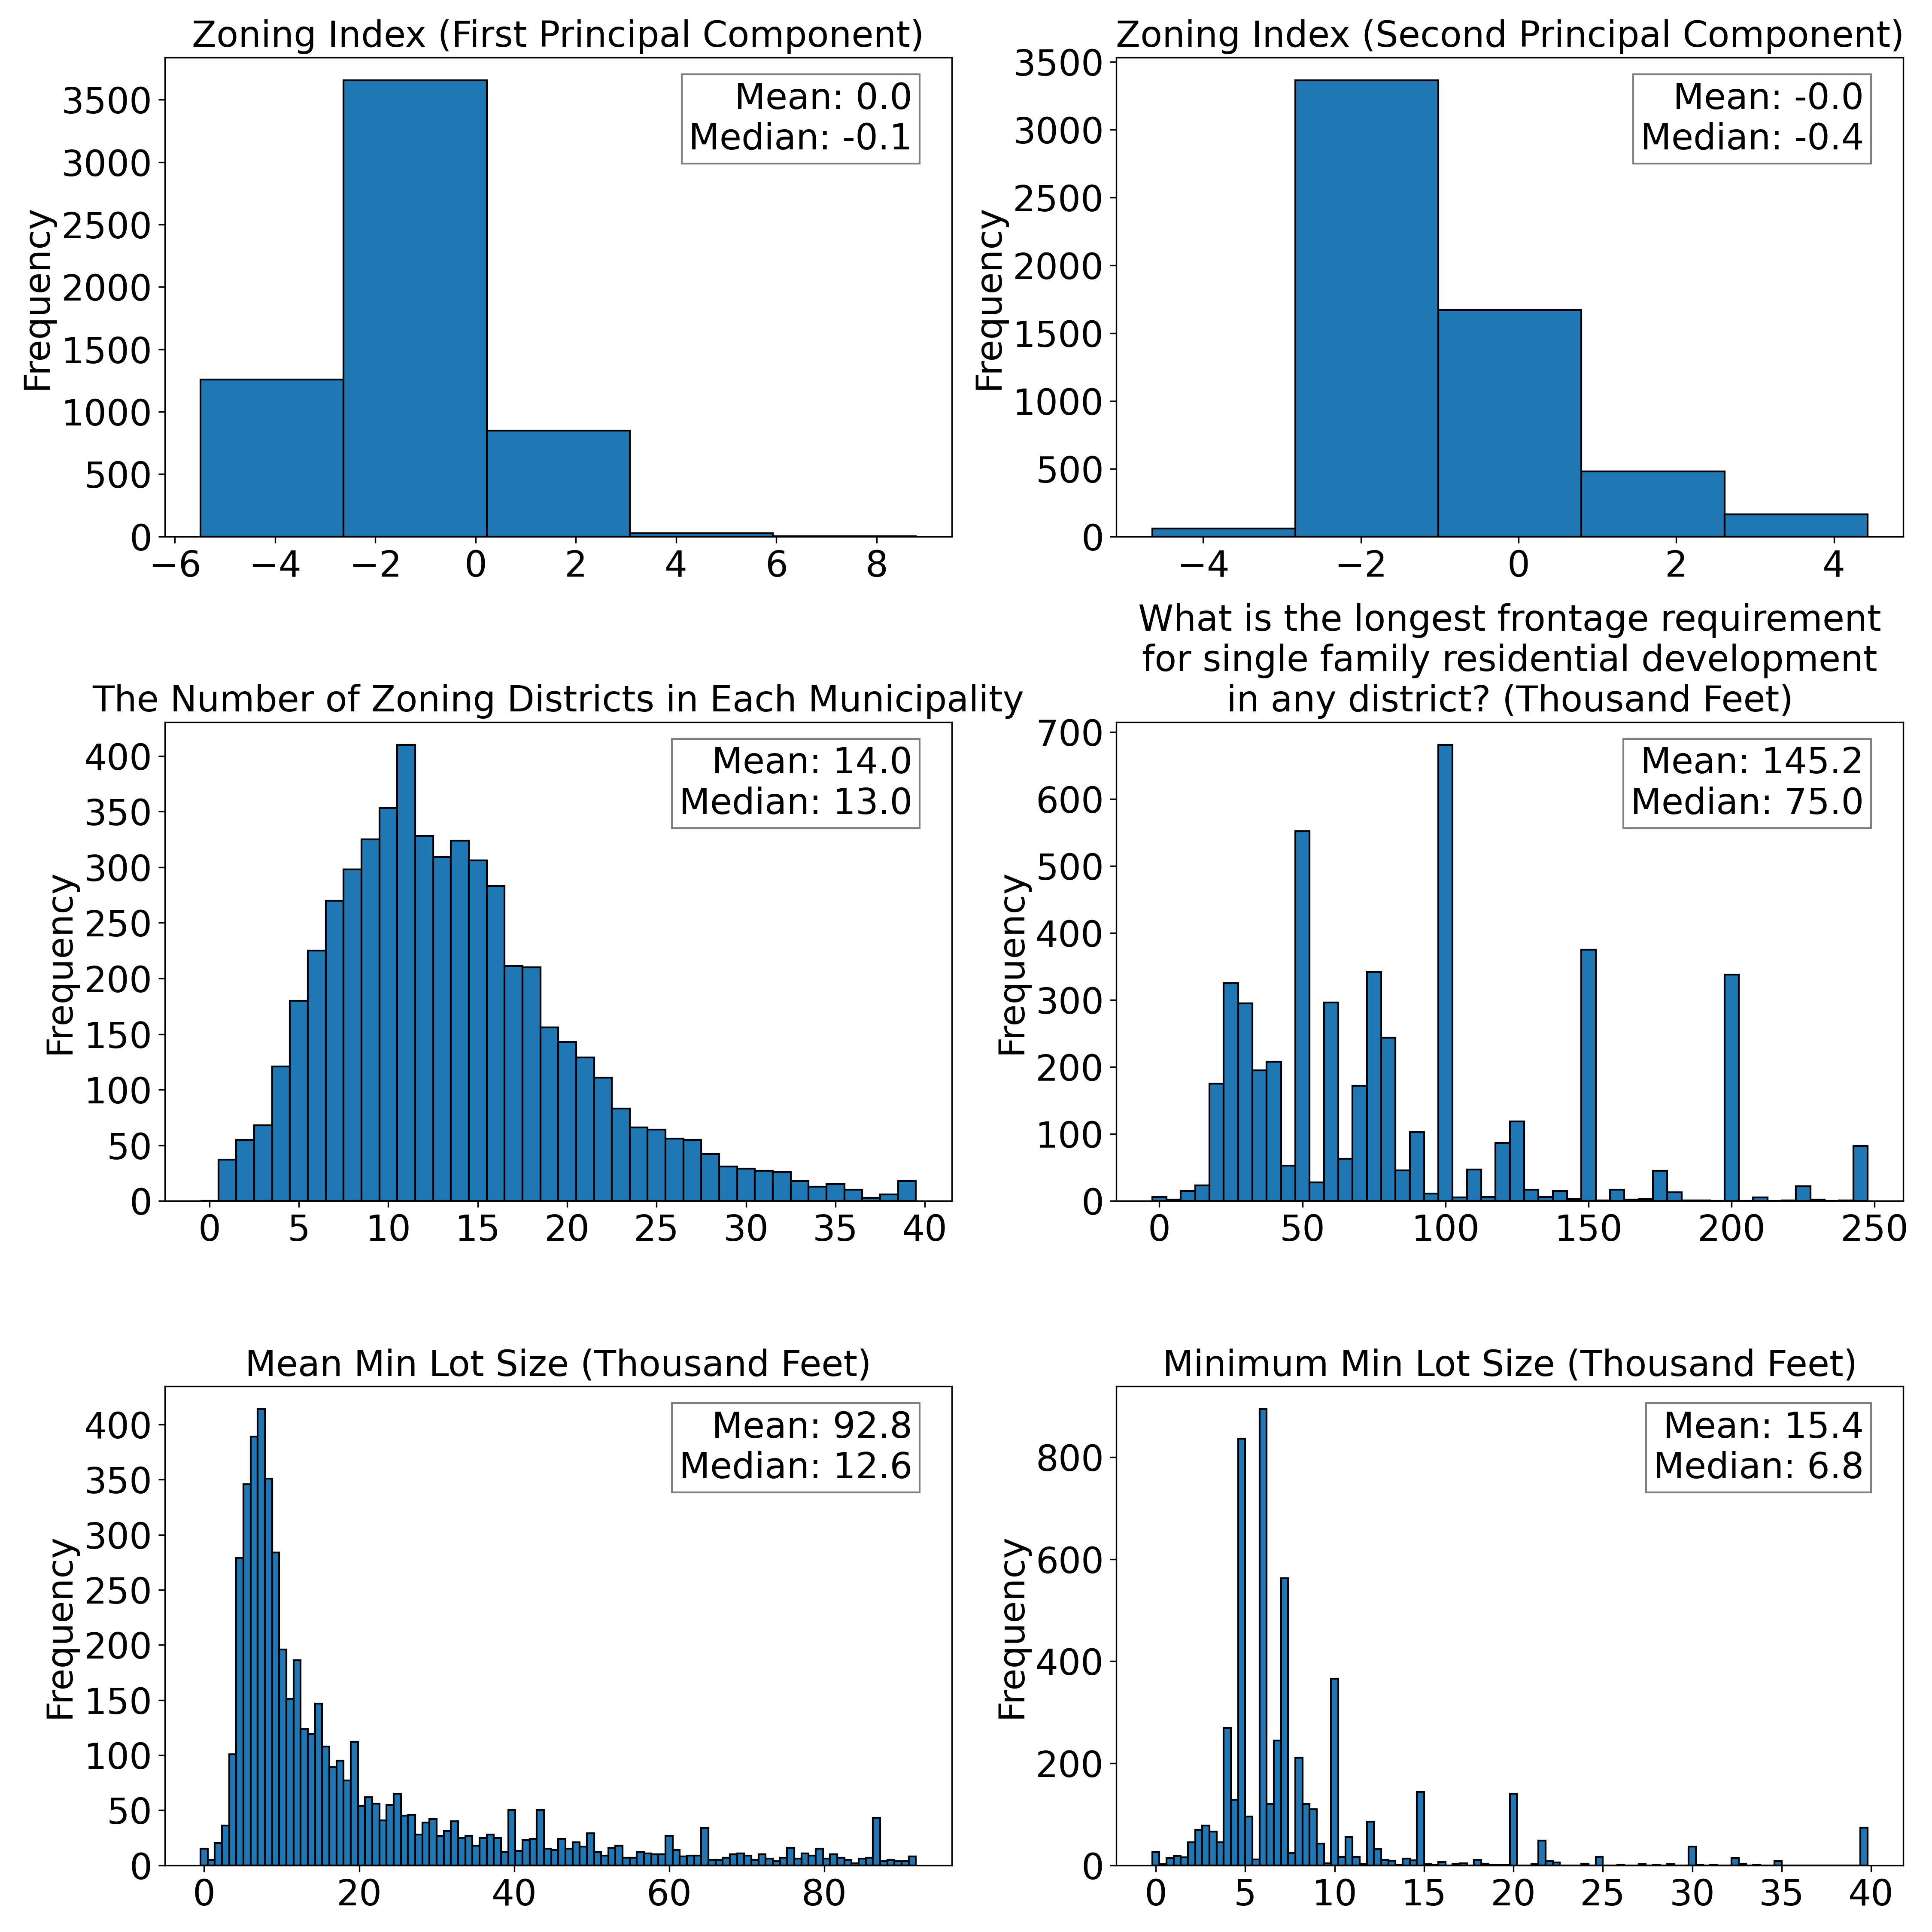 Zoning Index (First Principal Component)
Mean: 0.0
Median: -0.1
Frequency
3500
3000
2500
2000
1500
1000
500
0
−6 −4 −2 0 2 4 6 8
Zoning Index (Second Principal Component)
Mean: -0.0
Median: -0.4
Frequency
3500
3000
2500
2000
1500
1000
500
0
−4 −2 0 2 4
The Number of Zoning Districts in Each Municipality
Mean: 14.0
Median: 13.0
Frequency
400
350
300
250
200
150
100
50
0
0 5 10 15 20 25 30 35 40
What is the longest frontage requirement
for single family residential development
in any district? (Thousand Feet)
Mean: 145.2
Median: 75.0
Frequency
700
600
500
400
300
200
100
0
0 50 100 150 200 250
Mean Min Lot Size (Thousand Feet)
Mean: 92.8
Median: 12.6
Frequency
400
350
300
250
200
150
100
50
0
0 20 40 60 80
Minimum Min Lot Size (Thousand Feet)
Mean: 15.4
Median: 6.8
Frequency
800
600
400
200
0
0 5 10 15 20 25 30 35 40